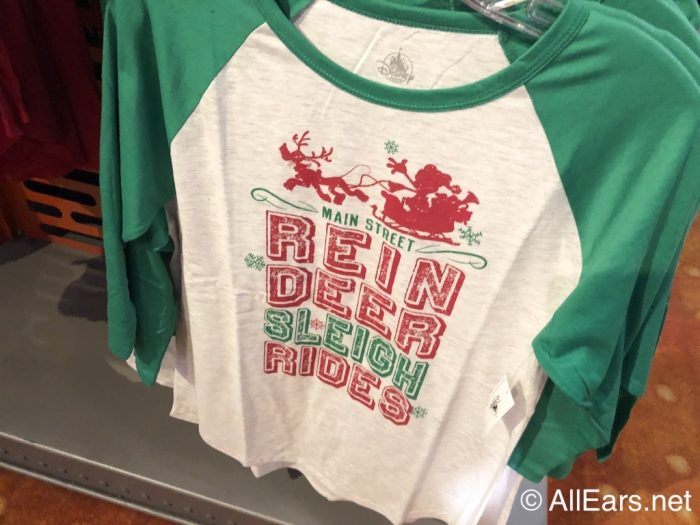 Disney
MAIN STREET
REIN
DEER
SLEIGH
RIDES
© AllEars.net